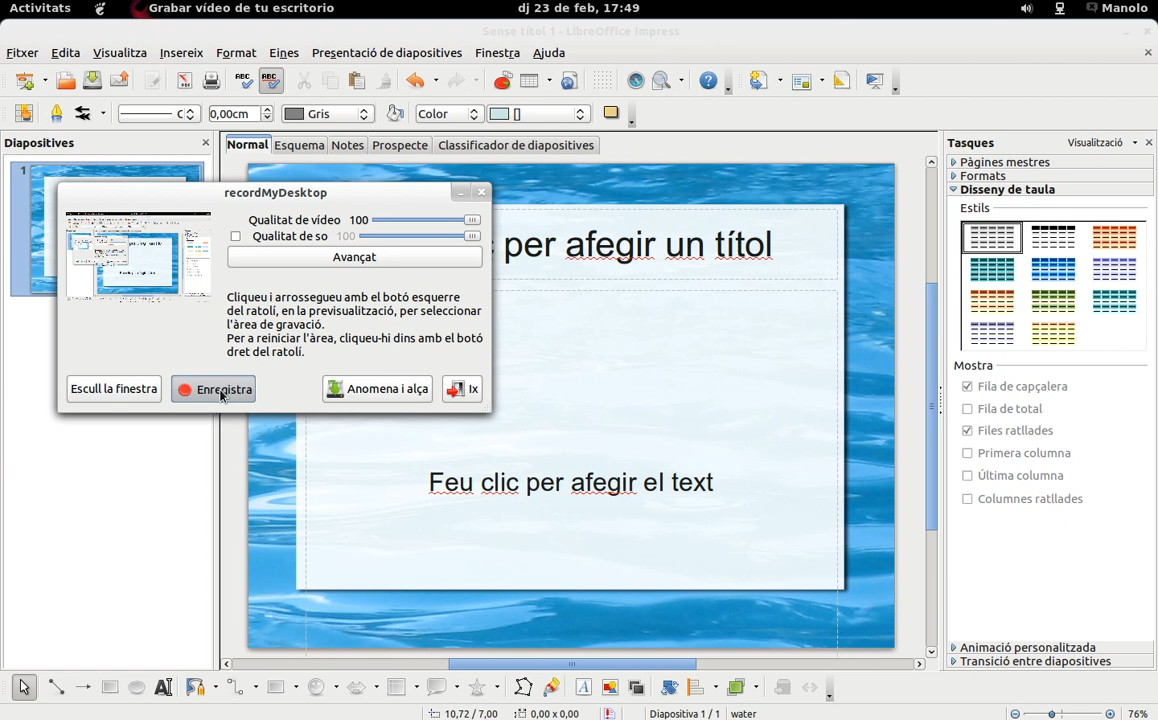 Activitats Grabar vídeo de tu escritorio dj 23 de feb, 17:49 Manolo
Sense títol 1 - LibreOffice Impress
Fitxer Edita Visualitza Insereix Format Eines Presentació de diapositives Finestra Ajuda
ABC ABC
C 0,00cm Gris Color []
Diapositives
Normal Esquema Notes Prospecte Classificador de diapositives
1
recordMyDesktop
Qualitat de vídeo 100
Qualitat de so 100
Avançat
Cliqueu i arrossegueu amb el botó esquerre
del ratolí, en la previsualització, per seleccionar
l'àrea de gravació.
Per a reiniciar l'àrea, cliqueu-hi dins amb el botó
dret del ratolí.
Escull la finestra Enregistra Anomena i alça Ix
c per afegir un títol
Feu clic per afegir el text
Tasques Visualització
Pàgines mestres
Formats
Disseny de taula
Estils
Mostra
Fila de capçalera
Fila de total
Files ratllades
Primera columna
Última columna
Columnes ratllades
Animació personalitzada
Transició entre diapositives
10,72 / 7,00 0,00 x 0,00 Diapositiva 1 / 1 water 76%